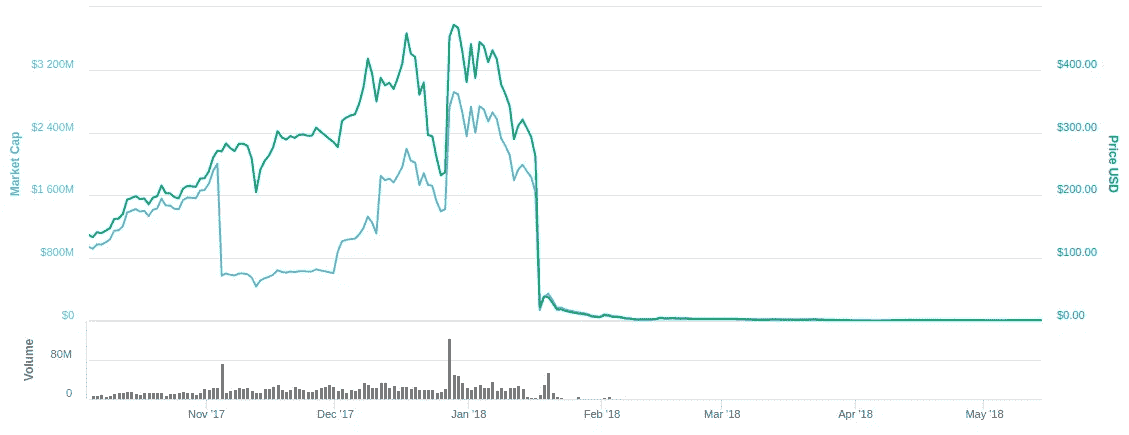 $3 200M
$2 400M
$1 600M
$800M
$0
Market Cap
$400.00
$300.00
$200.00
$100.00
$0.00
Price USD
80M
0
Volume
Nov '17
Dec '17
Jan '18
Feb '18
Mar '18
Apr '18
May '18